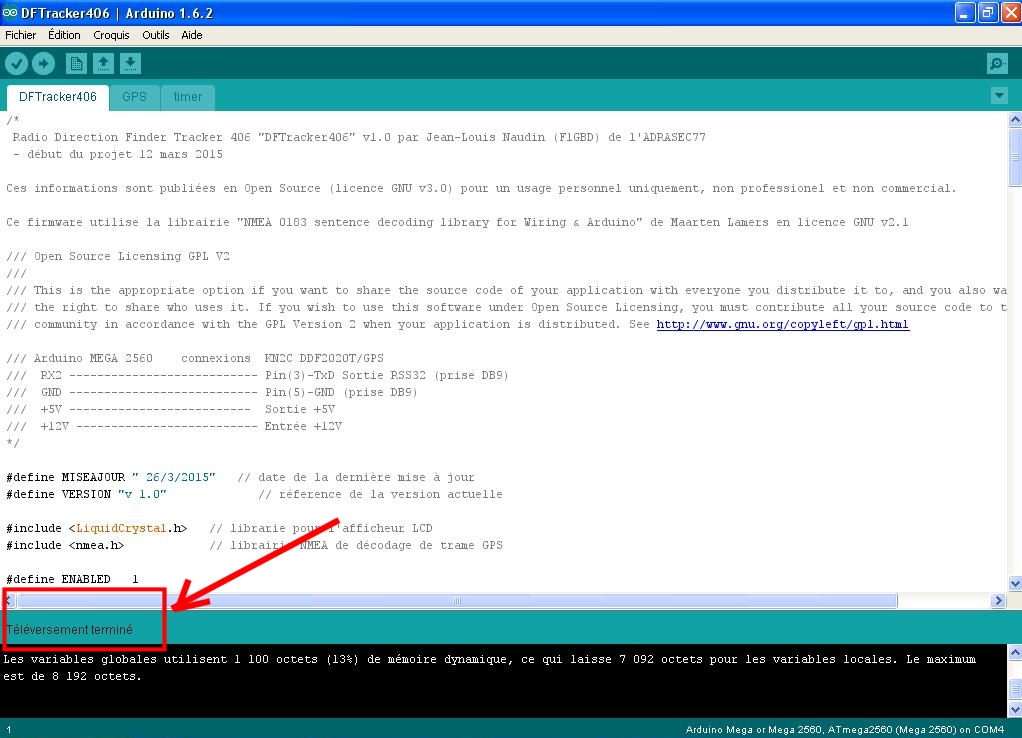 DFTracker406 | Arduino 1.6.2
Fichier Édition Croquis Outils Aide
DFTracker406 GPS timer
/*
Radio Direction Finder Tracker 406 "DFTracker406" v1.0 par Jean-Louis Naudin (F1GBD) de l'ADRASEC77
- début du projet 12 mars 2015
Ces informations sont publiées en Open Source (licence GNU v3.0) pour un usage personnel uniquement, non professionel et non commercial.
Ce firmware utilise la librairie "NMEA 0183 sentence decoding library for Wiring & Arduino" de Maarten Lamers en licence GNU v2.1
/// Open Source Licensing GPL V2
///
/// This is the appropriate option if you want to share the source code of your application with everyone you distribute it to, and you also wa
/// the right to share who uses it. If you wish to use this software under Open Source Licensing, you must contribute all your source code to t
/// community in accordance with the GPL Version 2 when your application is distributed. See http://www.gnu.org/copyleft/gpl.html
/// Arduino MEGA 2560    connexions  KN2C DDF2020T/GPS
///  RX2 --------------------------- Pin(3)-TxD Sortie RSS32 (prise DB9)
///  GND --------------------------- Pin(5)-GND (prise DB9)
///  +5V --------------------------  Sortie +5V
///  +12V -------------------------- Entrée +12V
*/
#define MISEAJOUR " 26/3/2015"   // date de la dernière mise à jour
#define VERSION "v 1.0"             // réference de la version actuelle
#include <LiquidCrystal.h>   // librarie pour l'afficheur LCD
#include <nmea.h>            // librairie NMEA de décodage de trame GPS
#define ENABLED   1
Téléversement terminé
Les variables globales utilisent 1 100 octets (13%) de mémoire dynamique, ce qui laisse 7 092 octets pour les variables locales. Le maximum
est de 8 192 octets.
1 Arduino Mega or Mega 2560, ATmega2560 (Mega 2560) on COM4